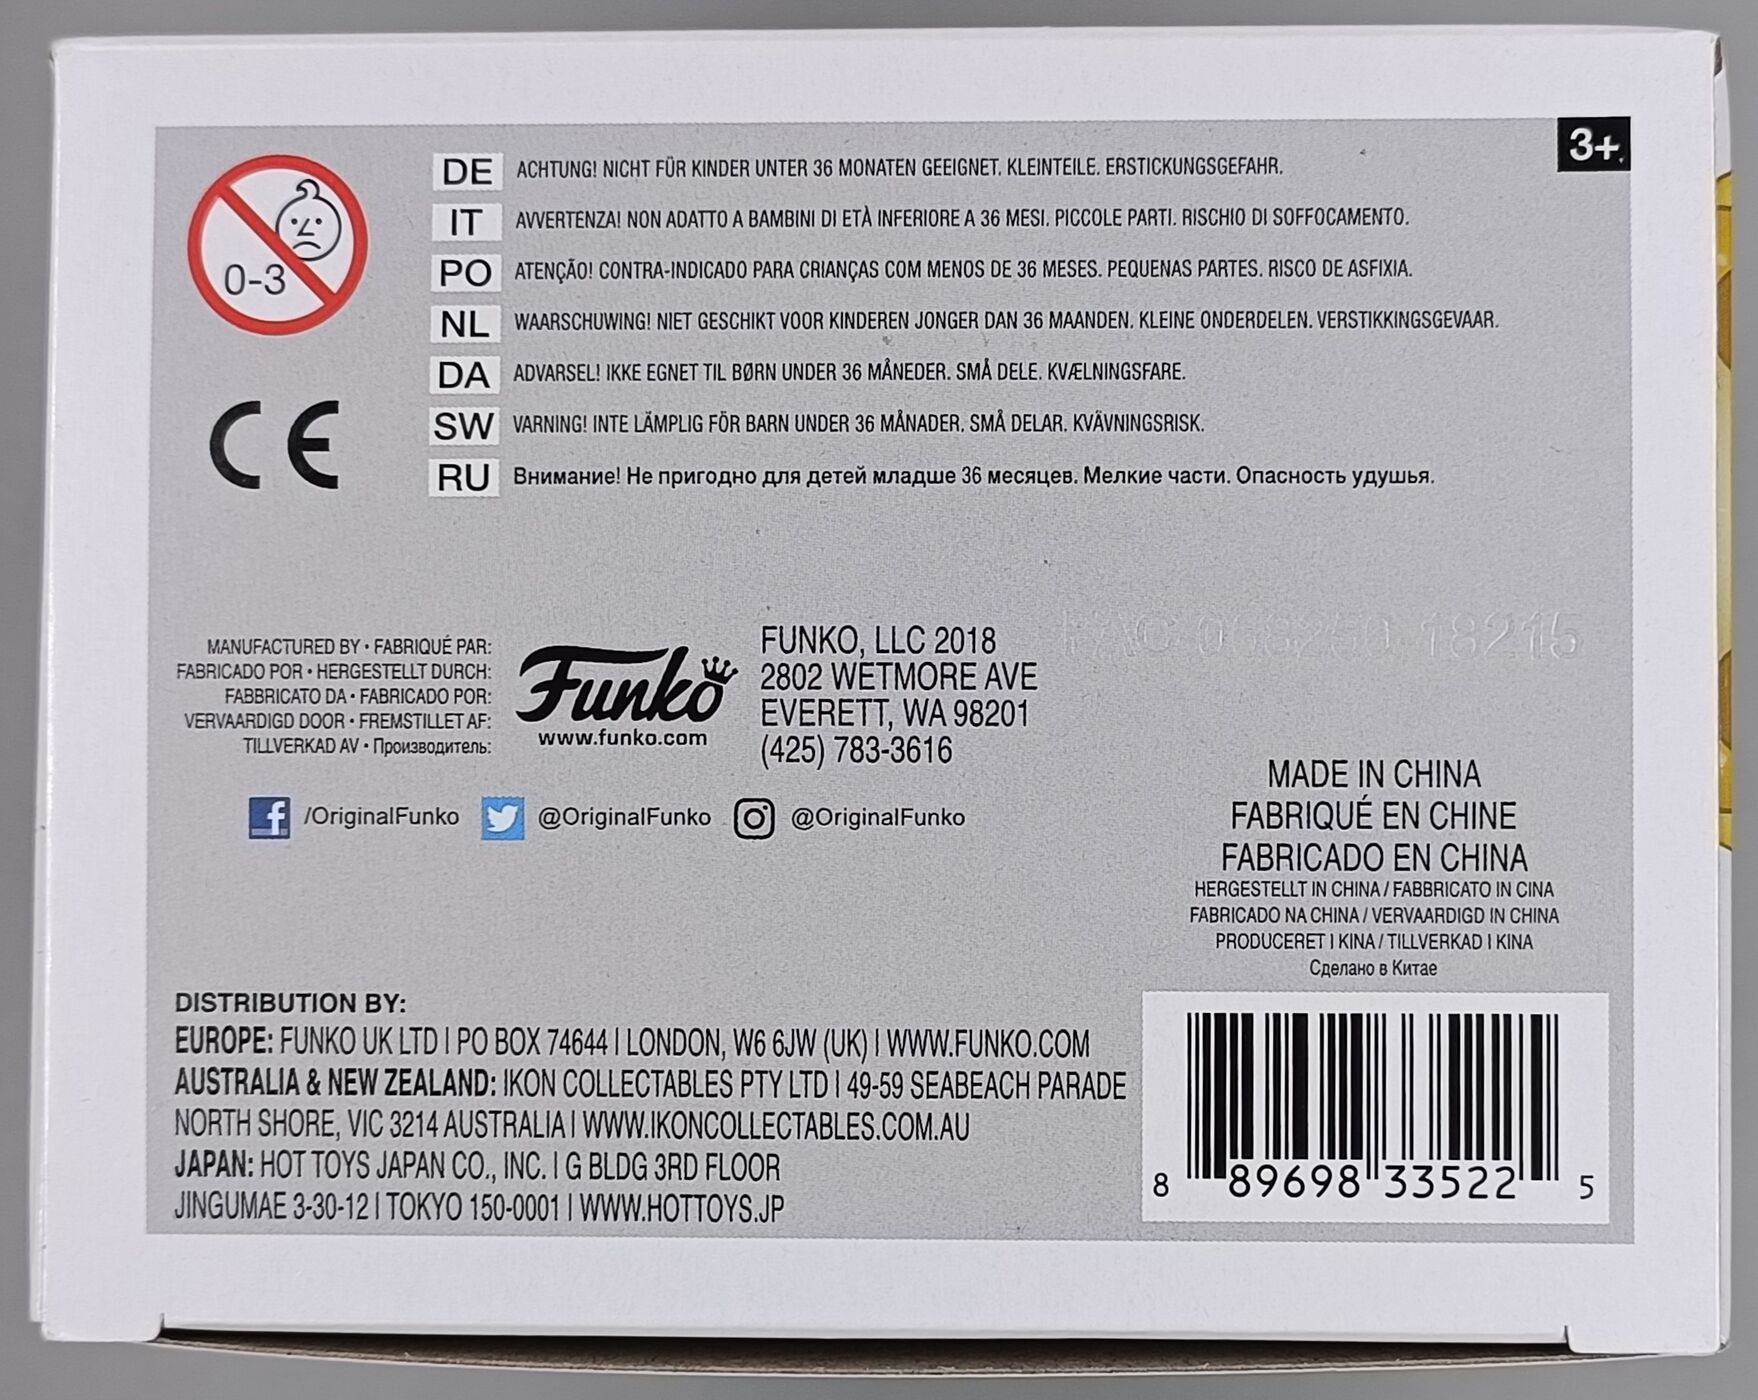 3+
0-3
DE ACHTUNG! NICHT FÜR KINDER UNTER 36 MONATEN GEEIGNET. KLEINTEILE. ERSTICKUNGSGEFAHR.
IT AVVERTENZA! NON ADATTO A BAMBINI DI ETÀ INFERIORE A 36 MESI. PICCOLE PARTI. RISCHIO DI SOFFOCAMENTO.
PO ATENÇÃO! CONTRA-INDICADO PARA CRIANÇAS COM MENOS DE 36 MESES. PEQUENAS PARTES. RISCO DE ASFIXIA.
NL WAARSCHUWING! NIET GESCHIKT VOOR KINDEREN JONGER DAN 36 MAANDEN. KLEINE ONDERDELEN. VERSTIKKINGSGEVAAR.
DA ADVARSEL! IKKE EGNET TIL BØRN UNDER 36 MÅNEDER. SMÅ DELE. KVÆLNINGSFARE.
SW VARNING! INTE LÄMPLIG FÖR BARN UNDER 36 MÅNADER. SMÅ DELAR. KVÄVNINGSRISK.
RU Внимание! Не пригодно для детей младше 36 месяцев. Мелкие части. Опасность удушья.
CE
MANUFACTURED BY • FABRIQUÉ PAR:
FABRICADO POR • HERGESTELLT DURCH:
FABBRICATO DA • FABRICADO POR:
VERVAARDIGD DOOR • FREMSTILLET AF:
TILLVERKAD AV • Производитель:
Funko
www.funko.com
FUNKO, LLC 2018
2802 WETMORE AVE
EVERETT, WA 98201
(425) 783-3616
18215
/OriginalFunko @OriginalFunko @OriginalFunko
MADE IN CHINA
FABRIQUÉ EN CHINE
FABRICADO EN CHINA
HERGESTELLT IN CHINA / FABBRICATO IN CINA
FABRICADO NA CHINA / VERVAARDIGD IN CHINA
PRODUCERET I KINA / TILLVERKAD I KINA
Сделано в Китае
DISTRIBUTION BY:
EUROPE: FUNKO UK LTD | PO BOX 74644 | LONDON, W6 6JW (UK) | WWW.FUNKO.COM
AUSTRALIA & NEW ZEALAND: IKON COLLECTABLES PTY LTD | 49-59 SEABEACH PARADE
NORTH SHORE, VIC 3214 AUSTRALIA | WWW.IKONCOLLECTABLES.COM.AU
JAPAN: HOT TOYS JAPAN CO., INC. | G BLDG 3RD FLOOR
JINGUMAE 3-30-12 | TOKYO 150-0001 | WWW.HOTTOYS.JP
8 89698 33522 5